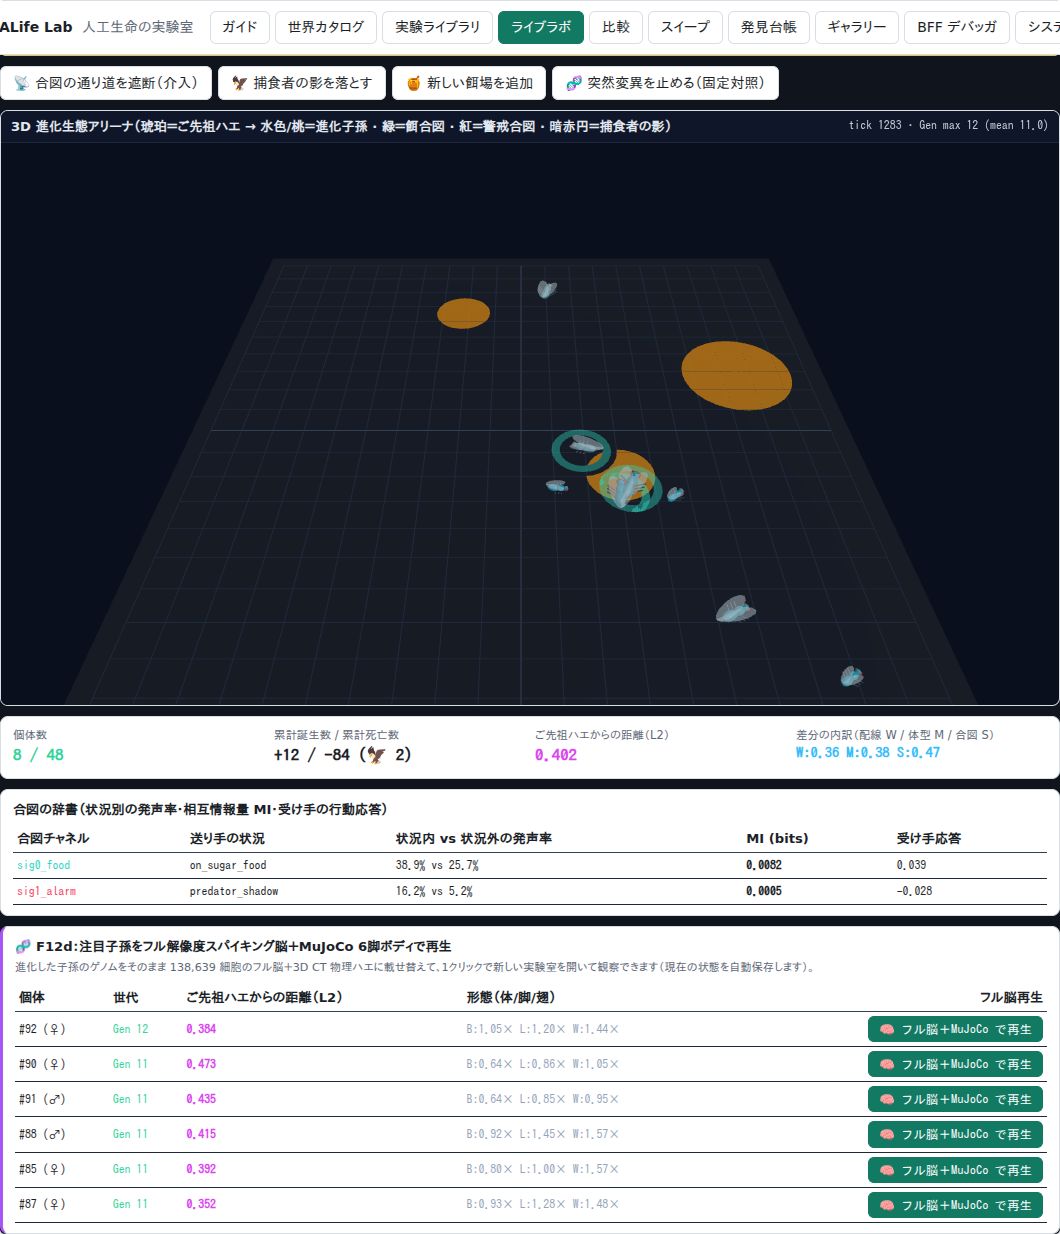 ALife Lab 人工生命の実験室 ガイド 世界カタログ 実験ライブラリ ライブラボ 比較 スイープ 発見台帳 ギャラリー BFF デバッガ システ
📡 合図の通り道を遮断(介入) 🦅 捕食者の影を落とす 🍯 新しい餌場を追加 🧬 突然変異を止める(固定対照)
3D 進化生態アリーナ(琥珀=ご先祖ハエ → 水色/桃=進化子孫 · 緑=餌合図 · 紅=警戒合図 · 暗赤円=捕食者の影) tick 1283 · Gen max 12 (mean 11.0)
個体数 累計誕生数 / 累計死亡数 ご先祖ハエからの距離(L2) 差分の内訳(配線 W / 体型 M / 合図 S)
8 / 48 +12 / -84 (🦅 2) 0.402 W:0.36 M:0.38 S:0.47
合図の辞書(状況別の発声率·相互情報量 MI·受け手の行動応答)
合図チャネル 送り手の状況 状況内 vs 状況外の発声率 MI (bits) 受け手応答
sig0_food on_sugar_food 38.9% vs 25.7% 0.0082 0.039
sig1_alarm predator_shadow 16.2% vs 5.2% 0.0005 -0.028
🧬 F12d:注目子孫をフル解像度スパイキング脳+MuJoCo 6脚ボディで再生
進化した子孫のゲノムをそのまま 138,639 細胞のフル脳+3D CT 物理ハエに載せ替えて、1クリックで新しい実験室を開いて観察できます(現在の状態を自動保存します)。
個体 世代 ご先祖ハエからの距離(L2) 形態(体/脚/翅) フル脳再生
#92 (♀) Gen 12 0.384 B:1.05× L:1.20× W:1.44× 🧠 フル脳+MuJoCo で再生
#90 (♀) Gen 11 0.473 B:0.64× L:0.86× W:1.05× 🧠 フル脳+MuJoCo で再生
#91 (♂) Gen 11 0.435 B:0.64× L:0.85× W:0.95× 🧠 フル脳+MuJoCo で再生
#88 (♂) Gen 11 0.415 B:0.92× L:1.45× W:1.57× 🧠 フル脳+MuJoCo で再生
#85 (♀) Gen 11 0.392 B:0.80× L:1.00× W:1.57× 🧠 フル脳+MuJoCo で再生
#87 (♀) Gen 11 0.352 B:0.93× L:1.28× W:1.48× 🧠 フル脳+MuJoCo で再生